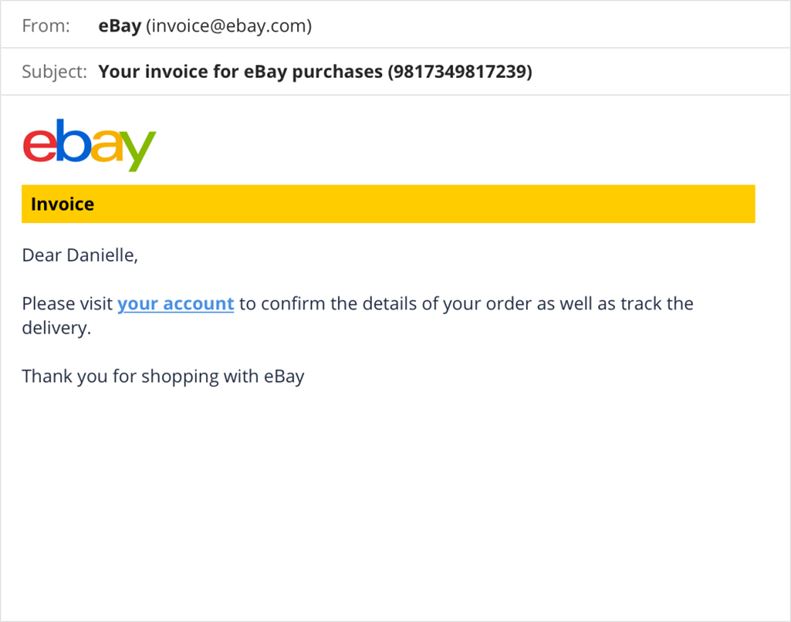 From: eBay (invoice@ebay.com)
Subject: Your invoice for eBay purchases (9817349817239)
ebay
Invoice
Dear Danielle,
Please visit your account to confirm the details of your order as well as track the
delivery.
Thank you for shopping with eBay